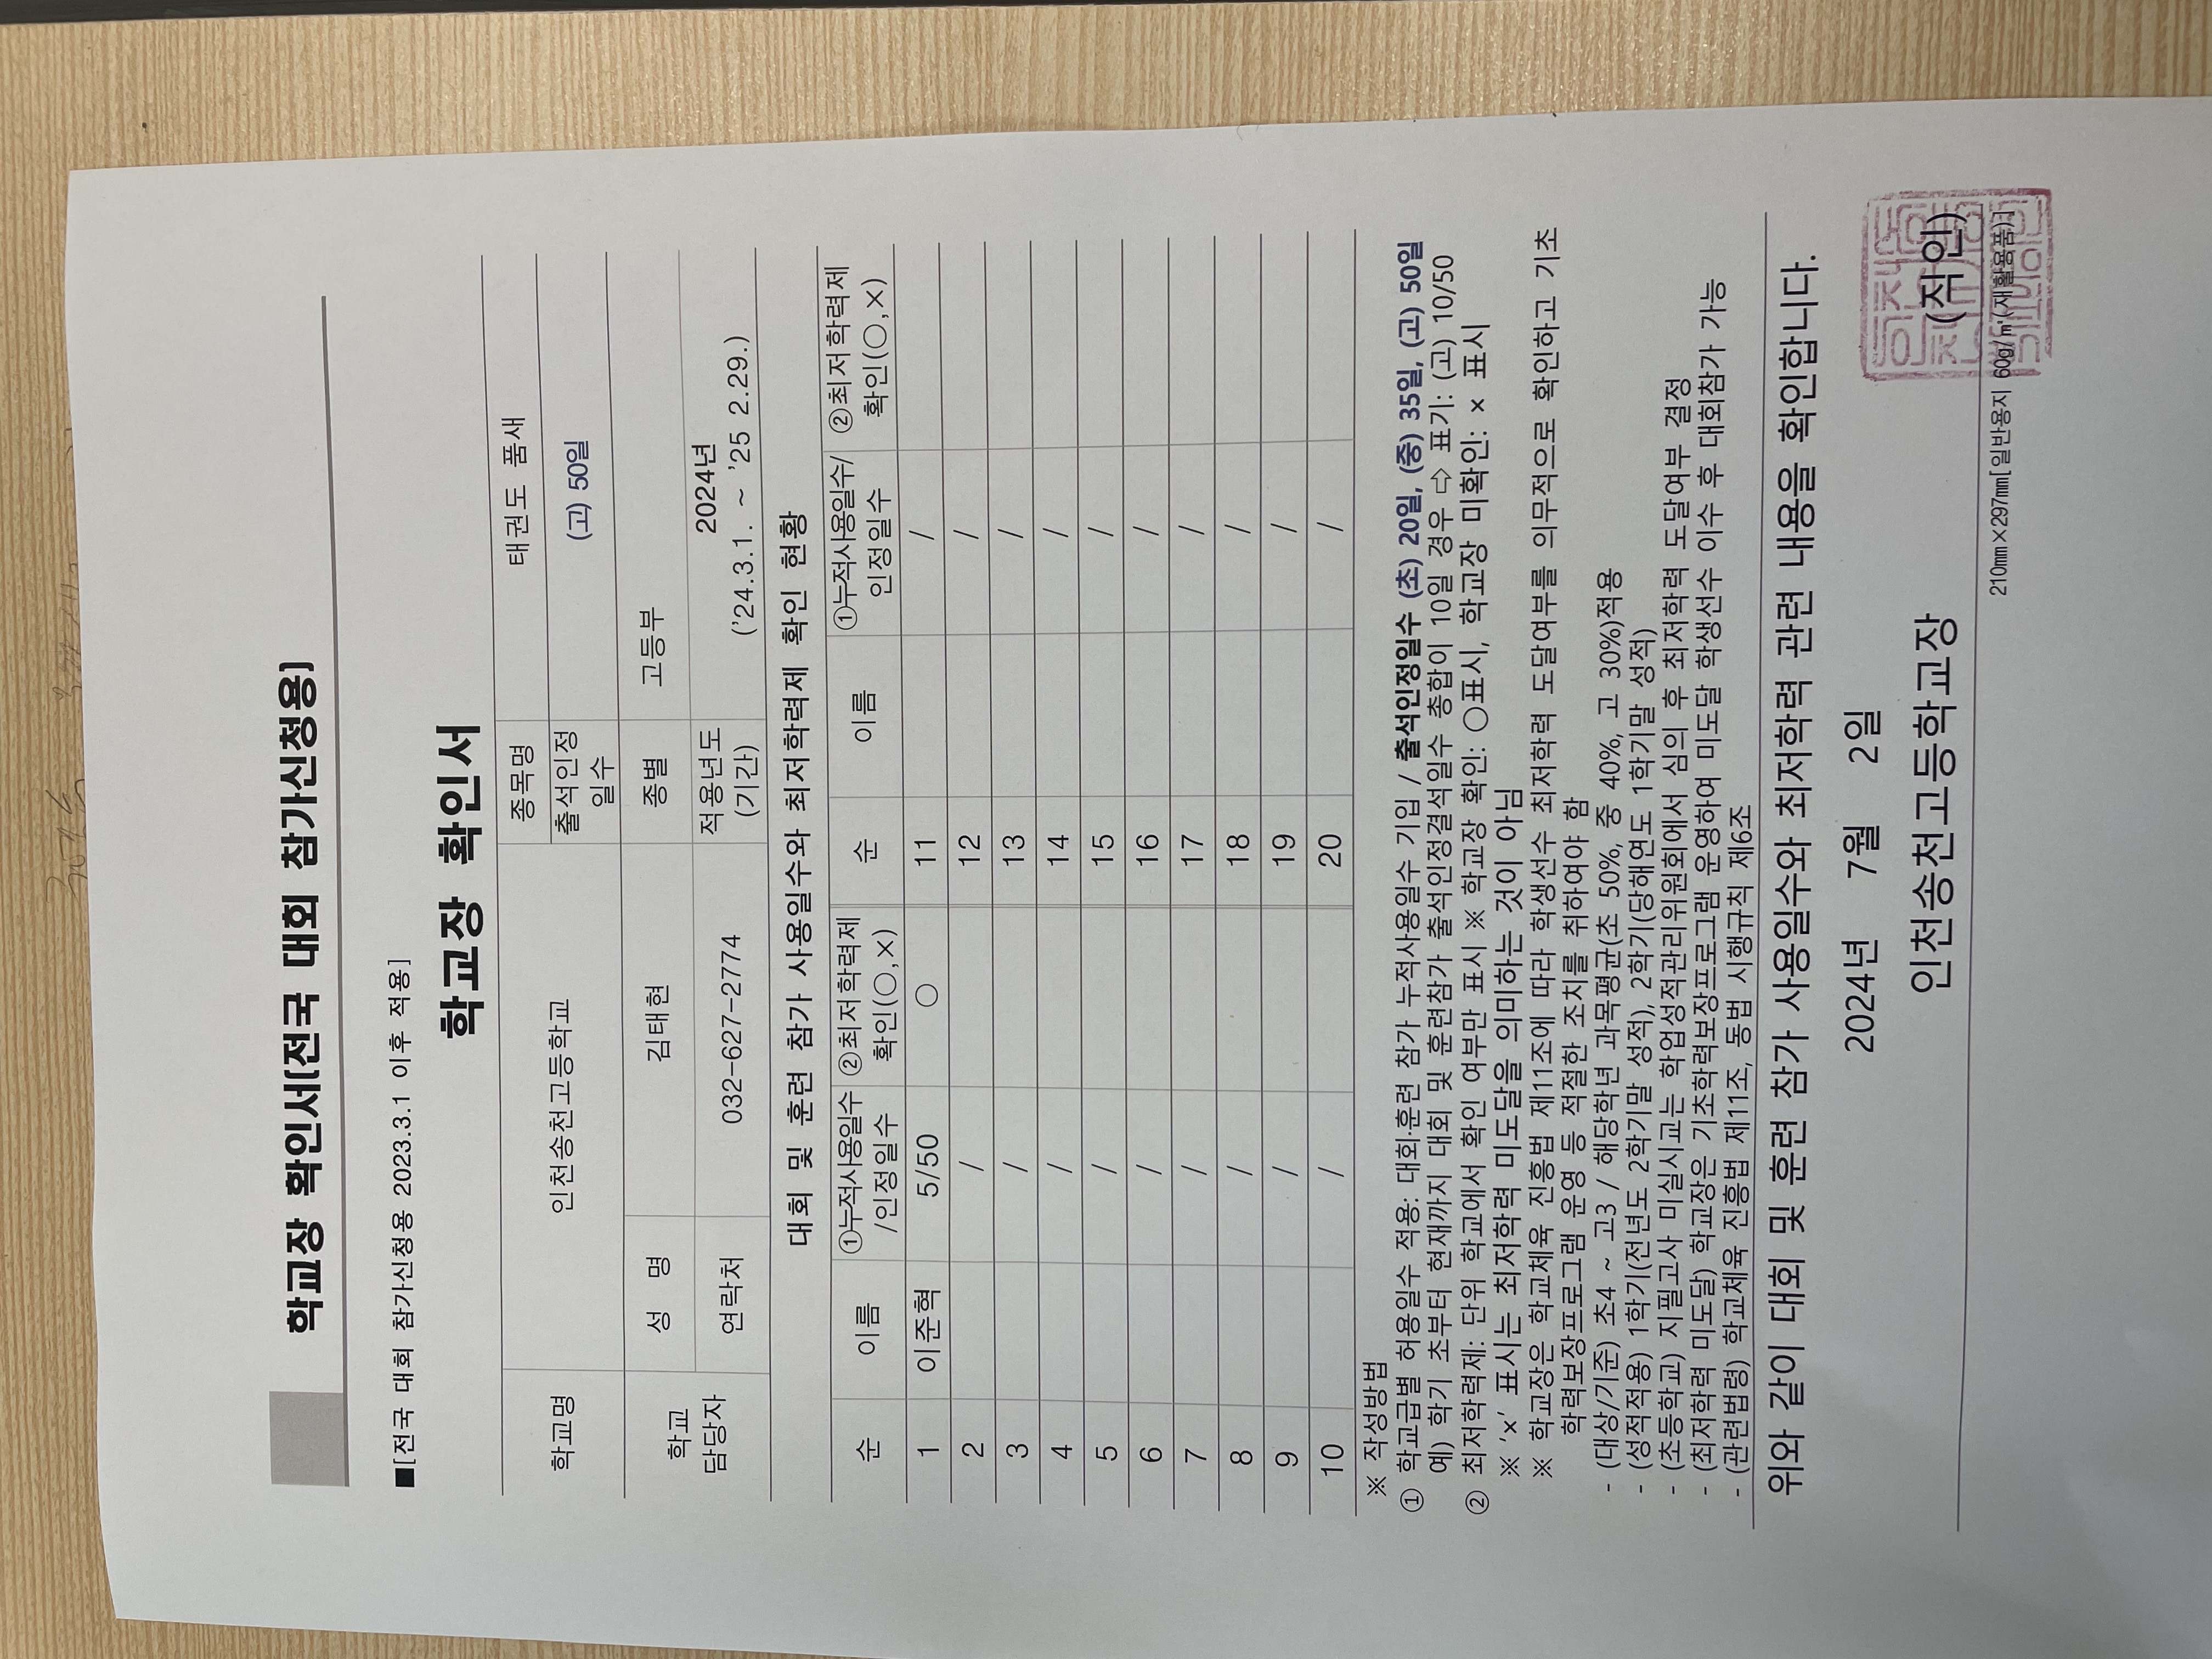 학교장 확인서(전국 대회 참가신청용)
■[전국 대회 참가신청용 2023.3.1 이후 적용]
학교장 확인서
학교명 인천송천고등학교 종목명 태권도 품새
출석인정 일수 (고) 50일
학교 담당자 성 명 김태현 종별 고등부
연락처 032-627-2774 적용년도 (기간) 2024년 ('24.3.1. ~ '25 2.29.)
대회 및 훈련 참가 사용일수와 최저학력제 확인 현황
순 이름 ①누적사용일수/인정일수 ②최저학력제 확인(○,×) 순 이름 ①누적사용일수/인정일수 ②최저학력제 확인(○,×)
1 이준혁 5/50 ○ 11 /
2 / 12 /
3 / 13 /
4 / 14 /
5 / 15 /
6 / 16 /
7 / 17 /
8 / 18 /
9 / 19 /
10 / 20 /
※ 작성방법
① 학교급별 허용일수 적용: 대회·훈련 참가 누적사용일수 기입 / 출석인정일수 (초) 20일, (중) 35일, (고) 50일
예) 학기 초부터 현재까지 대회 및 훈련참가 출석인정결석일수 총합이 10일 경우 ⇨ 표기: (고) 10/50
② 최저학력제: 단위 학교에서 확인 여부만 표시 ※ 학교장 확인: ○표시, 학교장 미확인: × 표시
※ '×' 표시는 최저학력 미도달을 의미하는 것이 아님
※ 학교장은 학교체육 진흥법 제11조에 따라 학생선수 최저학력 도달여부를 의무적으로 확인하고 기초
학력보장프로그램 운영 등 적절한 조치를 취하여야 함
- (대상/기준) 초4 ~ 고3 / 해당학년 과목평균(초 50%, 중 40%, 고 30%)적용
- (성적적용) 1학기(전년도 2학기말 성적), 2학기(당해연도 1학기말 성적)
- (초등학교) 지필고사 미실시교는 학업성적관리위원회에서 심의 후 최저학력 도달여부 결정
- (최저학력 미도달) 학교장은 기초학력보장프로그램 운영하여 미도달 학생선수 이수 후 대회참가 가능
- (관련법령) 학교체육 진흥법 제11조, 동법 시행규칙 제6조
위와 같이 대회 및 훈련 참가 사용일수와 최저학력 관련 내용을 확인합니다.
2024년 7월 2일
인천송천고등학교장 (직인)
210㎜×297㎜[일반용지 60g/㎡(재활용품)]